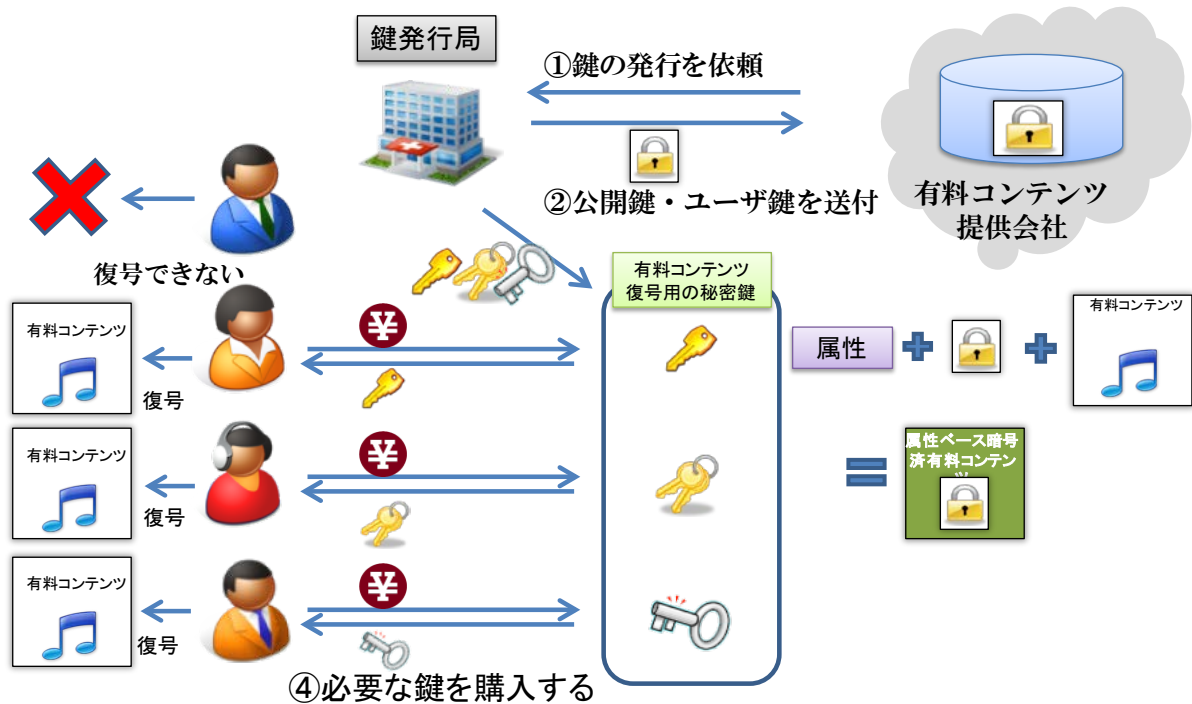 鍵発行局
①鍵の発行を依頼
②公開鍵・ユーザ鍵を送付
有料コンテンツ
提供会社
復号できない
有料コンテンツ
復号用の秘密鍵
有料コンテンツ
復号
¥
属性
有料コンテンツ
有料コンテンツ
復号
¥
属性ベース暗号
済有料コンテン
ツ
有料コンテンツ
復号
¥
④必要な鍵を購入する